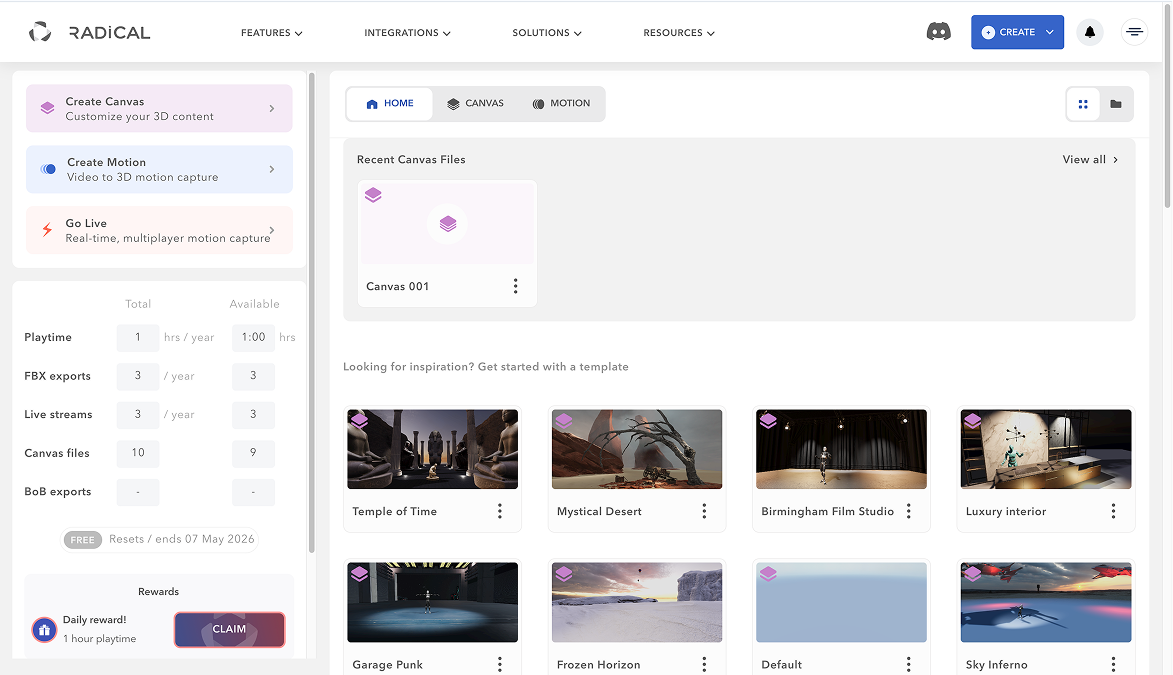 RADiCAL
FEATURES
INTEGRATIONS
SOLUTIONS
RESOURCES
CREATE
Create Canvas
Customize your 3D content
Create Motion
Video to 3D motion capture
Go Live
Real-time, multiplayer motion capture
Total Available
Playtime 1 hrs / year 1:00 hrs
FBX exports 3 / year 3
Live streams 3 / year 3
Canvas files 10 9
BoB exports - -
FREE Resets / ends 07 May 2026
Rewards
Daily reward!
1 hour playtime
CLAIM
HOME CANVAS MOTION
Recent Canvas Files View all
Canvas 001
Looking for inspiration? Get started with a template
Temple of Time
Mystical Desert
Birmingham Film Studio
Luxury interior
Garage Punk
Frozen Horizon
Default
Sky Inferno